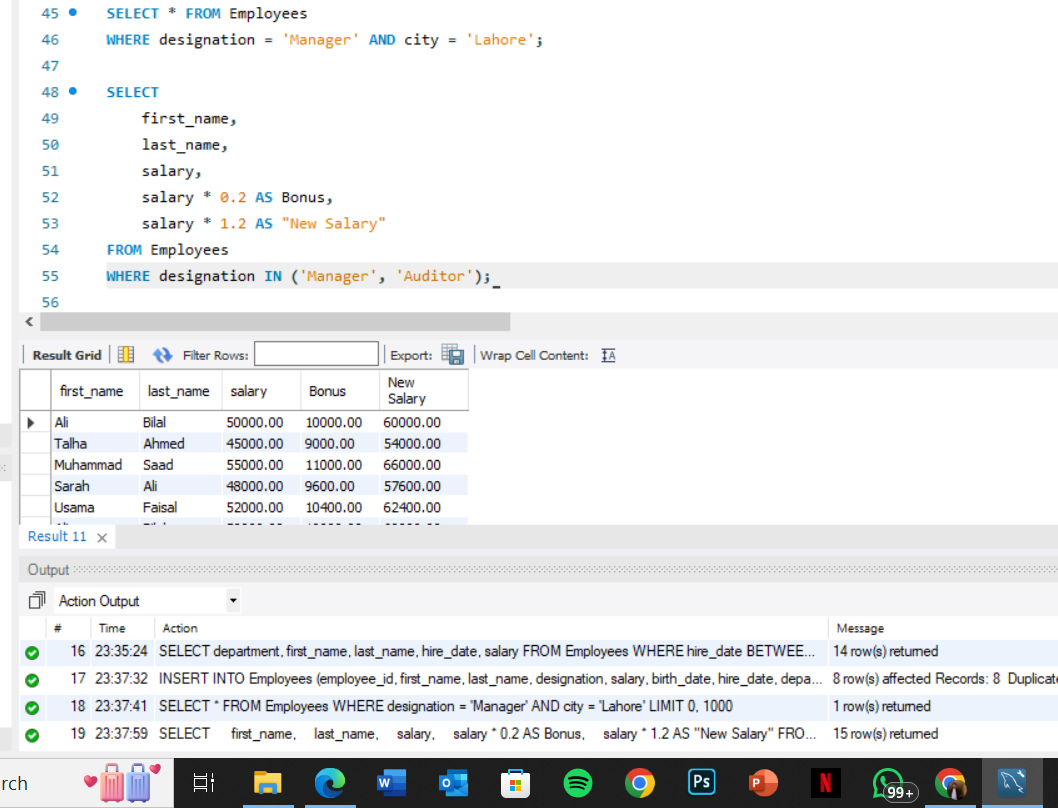 45 SELECT * FROM Employees
46 WHERE designation = 'Manager' AND city = 'Lahore';
47
48 SELECT
49 first_name,
50 last_name,
51 salary,
52 salary * 0.2 AS Bonus,
53 salary * 1.2 AS "New Salary"
54 FROM Employees
55 WHERE designation IN ('Manager', 'Auditor');
56
Result Grid Filter Rows: Export: Wrap Cell Content:
first_name last_name salary Bonus New Salary
Ali Bilal 50000.00 10000.00 60000.00
Talha Ahmed 45000.00 9000.00 54000.00
Muhammad Saad 55000.00 11000.00 66000.00
Sarah Ali 48000.00 9600.00 57600.00
Usama Faisal 52000.00 10400.00 62400.00
Result 11
Output
Action Output
# Time Action Message
16 23:35:24 SELECT department, first_name, last_name, hire_date, salary FROM Employees WHERE hire_date BETWEE... 14 row(s) returned
17 23:37:32 INSERT INTO Employees (employee_id, first_name, last_name, designation, salary, birth_date, hire_date, depa... 8 row(s) affected Records: 8 Duplicate
18 23:37:41 SELECT * FROM Employees WHERE designation = 'Manager' AND city = 'Lahore' LIMIT 0, 1000 1 row(s) returned
19 23:37:59 SELECT first_name, last_name, salary, salary * 0.2 AS Bonus, salary * 1.2 AS "New Salary" FRO... 15 row(s) returned
rch W O Ps P N 99+